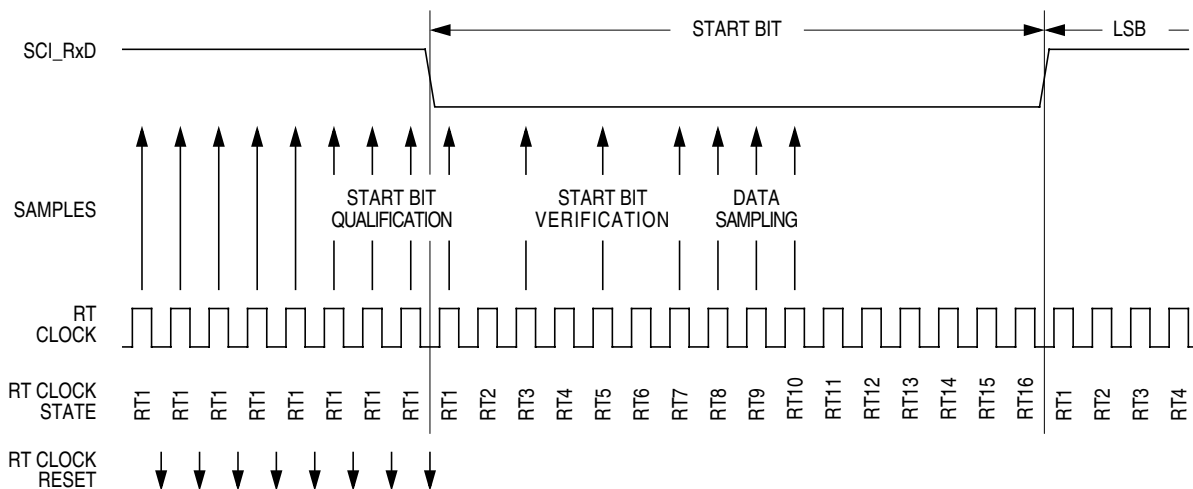 START BIT
LSB
SCI_RxD
SAMPLES
START BIT
QUALIFICATION
START BIT
VERIFICATION
DATA
SAMPLING
RT
CLOCK
RT CLOCK
STATE
RT1 RT1 RT1 RT1 RT1 RT1 RT1 RT1 RT1 RT2 RT3 RT4 RT5 RT6 RT7 RT8 RT9 RT10 RT11 RT12 RT13 RT14 RT15 RT16 RT1 RT2 RT3 RT4
RT CLOCK
RESET